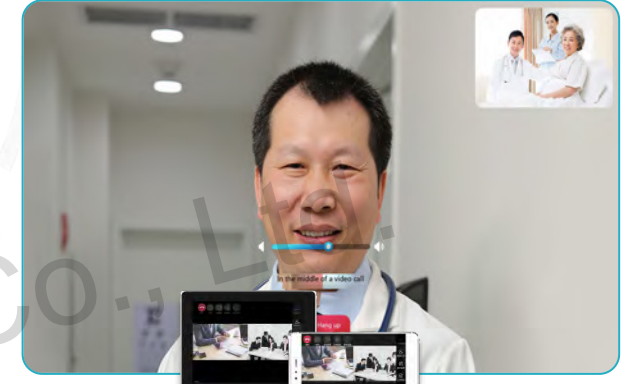 In the middle of a video call
Hang up
Co., Ltd.